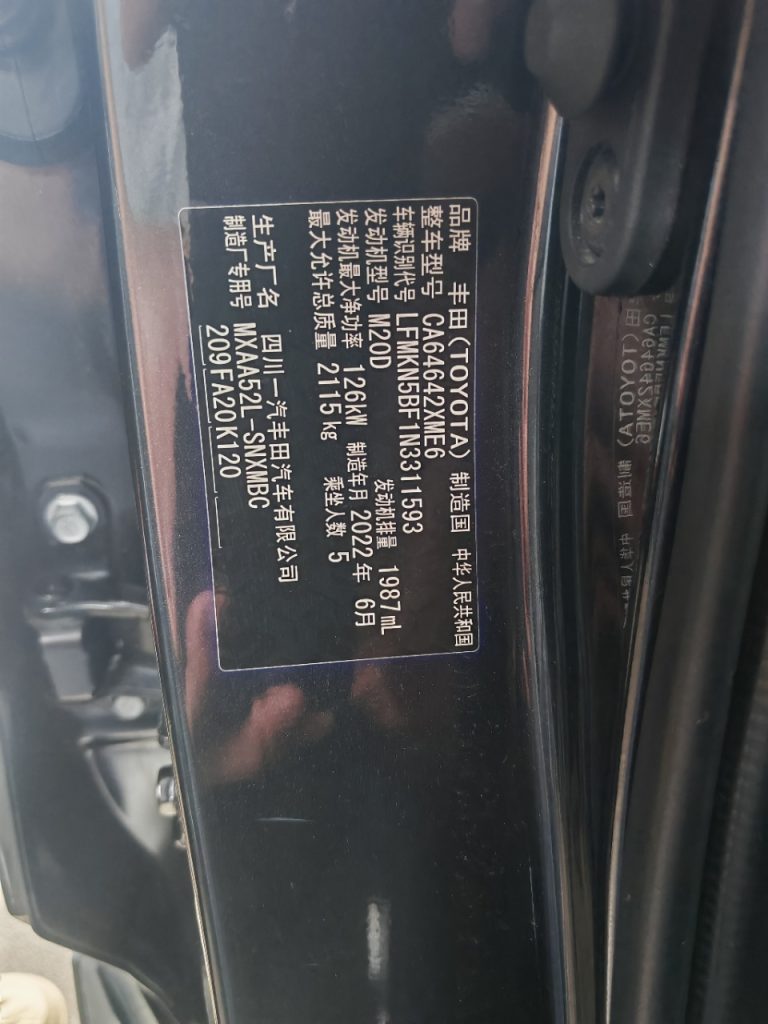 品牌 丰田(TOYOTA) 制造国 中华人民共和国
整车型号 CA64642XME6
车辆识别代号 LFMKN5BF1N3311593
发动机型号 M20D 发动机排量 1987mL
发动机最大净功率 126kW 制造年月 2022年 6月
最大允许总质量 2115kg 乘坐人数 5
生产厂名 四川一汽丰田汽车有限公司
制造厂专用号 MXAA52L-SNXMBC
209FA20K120